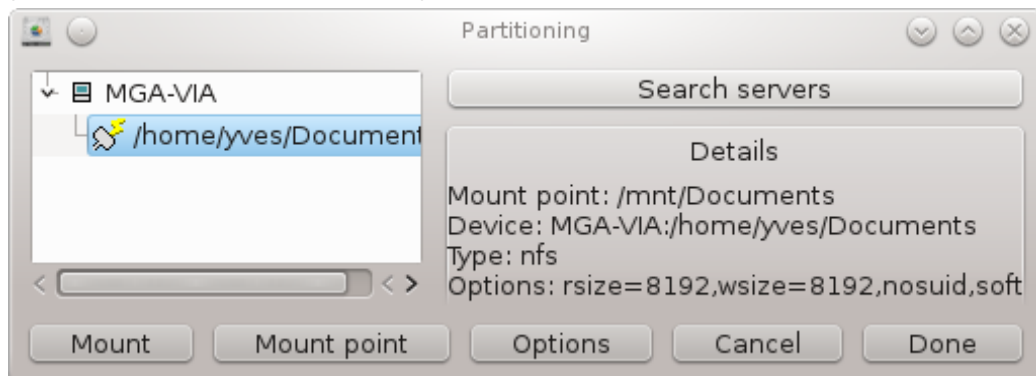 Partitioning
MGA-VIA
/home/yves/Document
Search servers
Details
Mount point: /mnt/Documents
Device: MGA-VIA:/home/yves/Documents
Type: nfs
Options: rsize=8192,wsize=8192,nosuid,soft
Mount
Mount point
Options
Cancel
Done